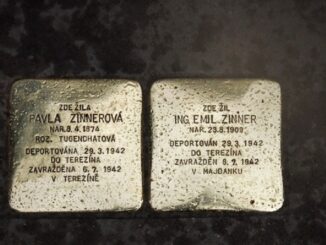 ZDE ŽILA
PAVLA ZINNEROVÁ
NAR. 8. 4. 1874
ROZ. TUGENDHATOVÁ
DEPORTOVÁNA 29. 3. 1942
DO TEREZÍNA
ZAVRAŽDĚNA 6. 7. 1942
V TEREZÍNĚ
ZDE ŽIL
ING. EMIL ZINNER
NAR. 23. 8. 1909
DEPORTOVÁN 29. 3. 1942
DO TEREZÍNA
ZAVRAŽDĚN 6. 7. 1942
V MAJDANKU